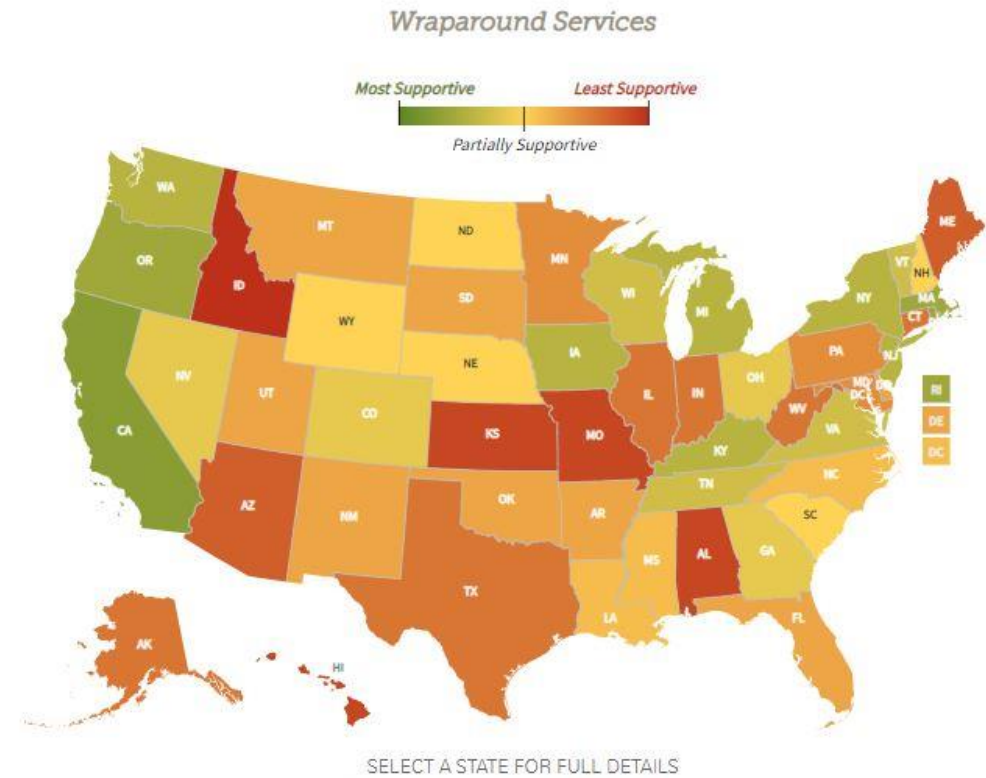 Wraparound Services
Most Supportive Least Supportive
Partially Supportive
WA
MT
ND
MN
ME
OR
ID
SD
WI
MI
VT
NH
NY
MA
CT
WY
NE
IA
PA
NJ
NV
UT
CO
IL
IN
OH
MD
DC
RI
DE
DC
CA
KS
MO
WV
VA
KY
AZ
NM
OK
AR
TN
NC
SC
TX
LA
MS
AL
GA
FL
AK
HI
SELECT A STATE FOR FULL DETAILS